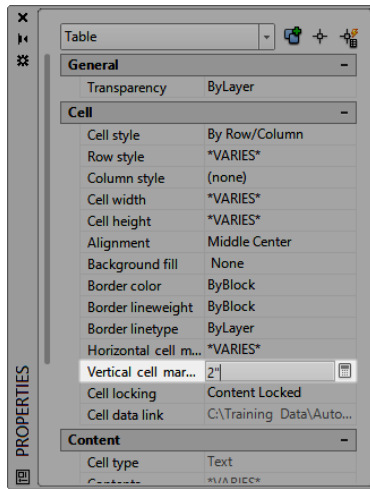 Table
General
Transparency ByLayer
Cell
Cell style By Row/Column
Row style *VARIES*
Column style (none)
Cell width *VARIES*
Cell height *VARIES*
Alignment Middle Center
Background fill None
Border color ByBlock
Border lineweight ByBlock
Border linetype ByLayer
Horizontal cell m... *VARIES*
Vertical cell mar... 2"
Cell locking Content Locked
Cell data link C:\Training Data\Auto...
Content
Cell type Text
Contents *VARIES*
PROPERTIES